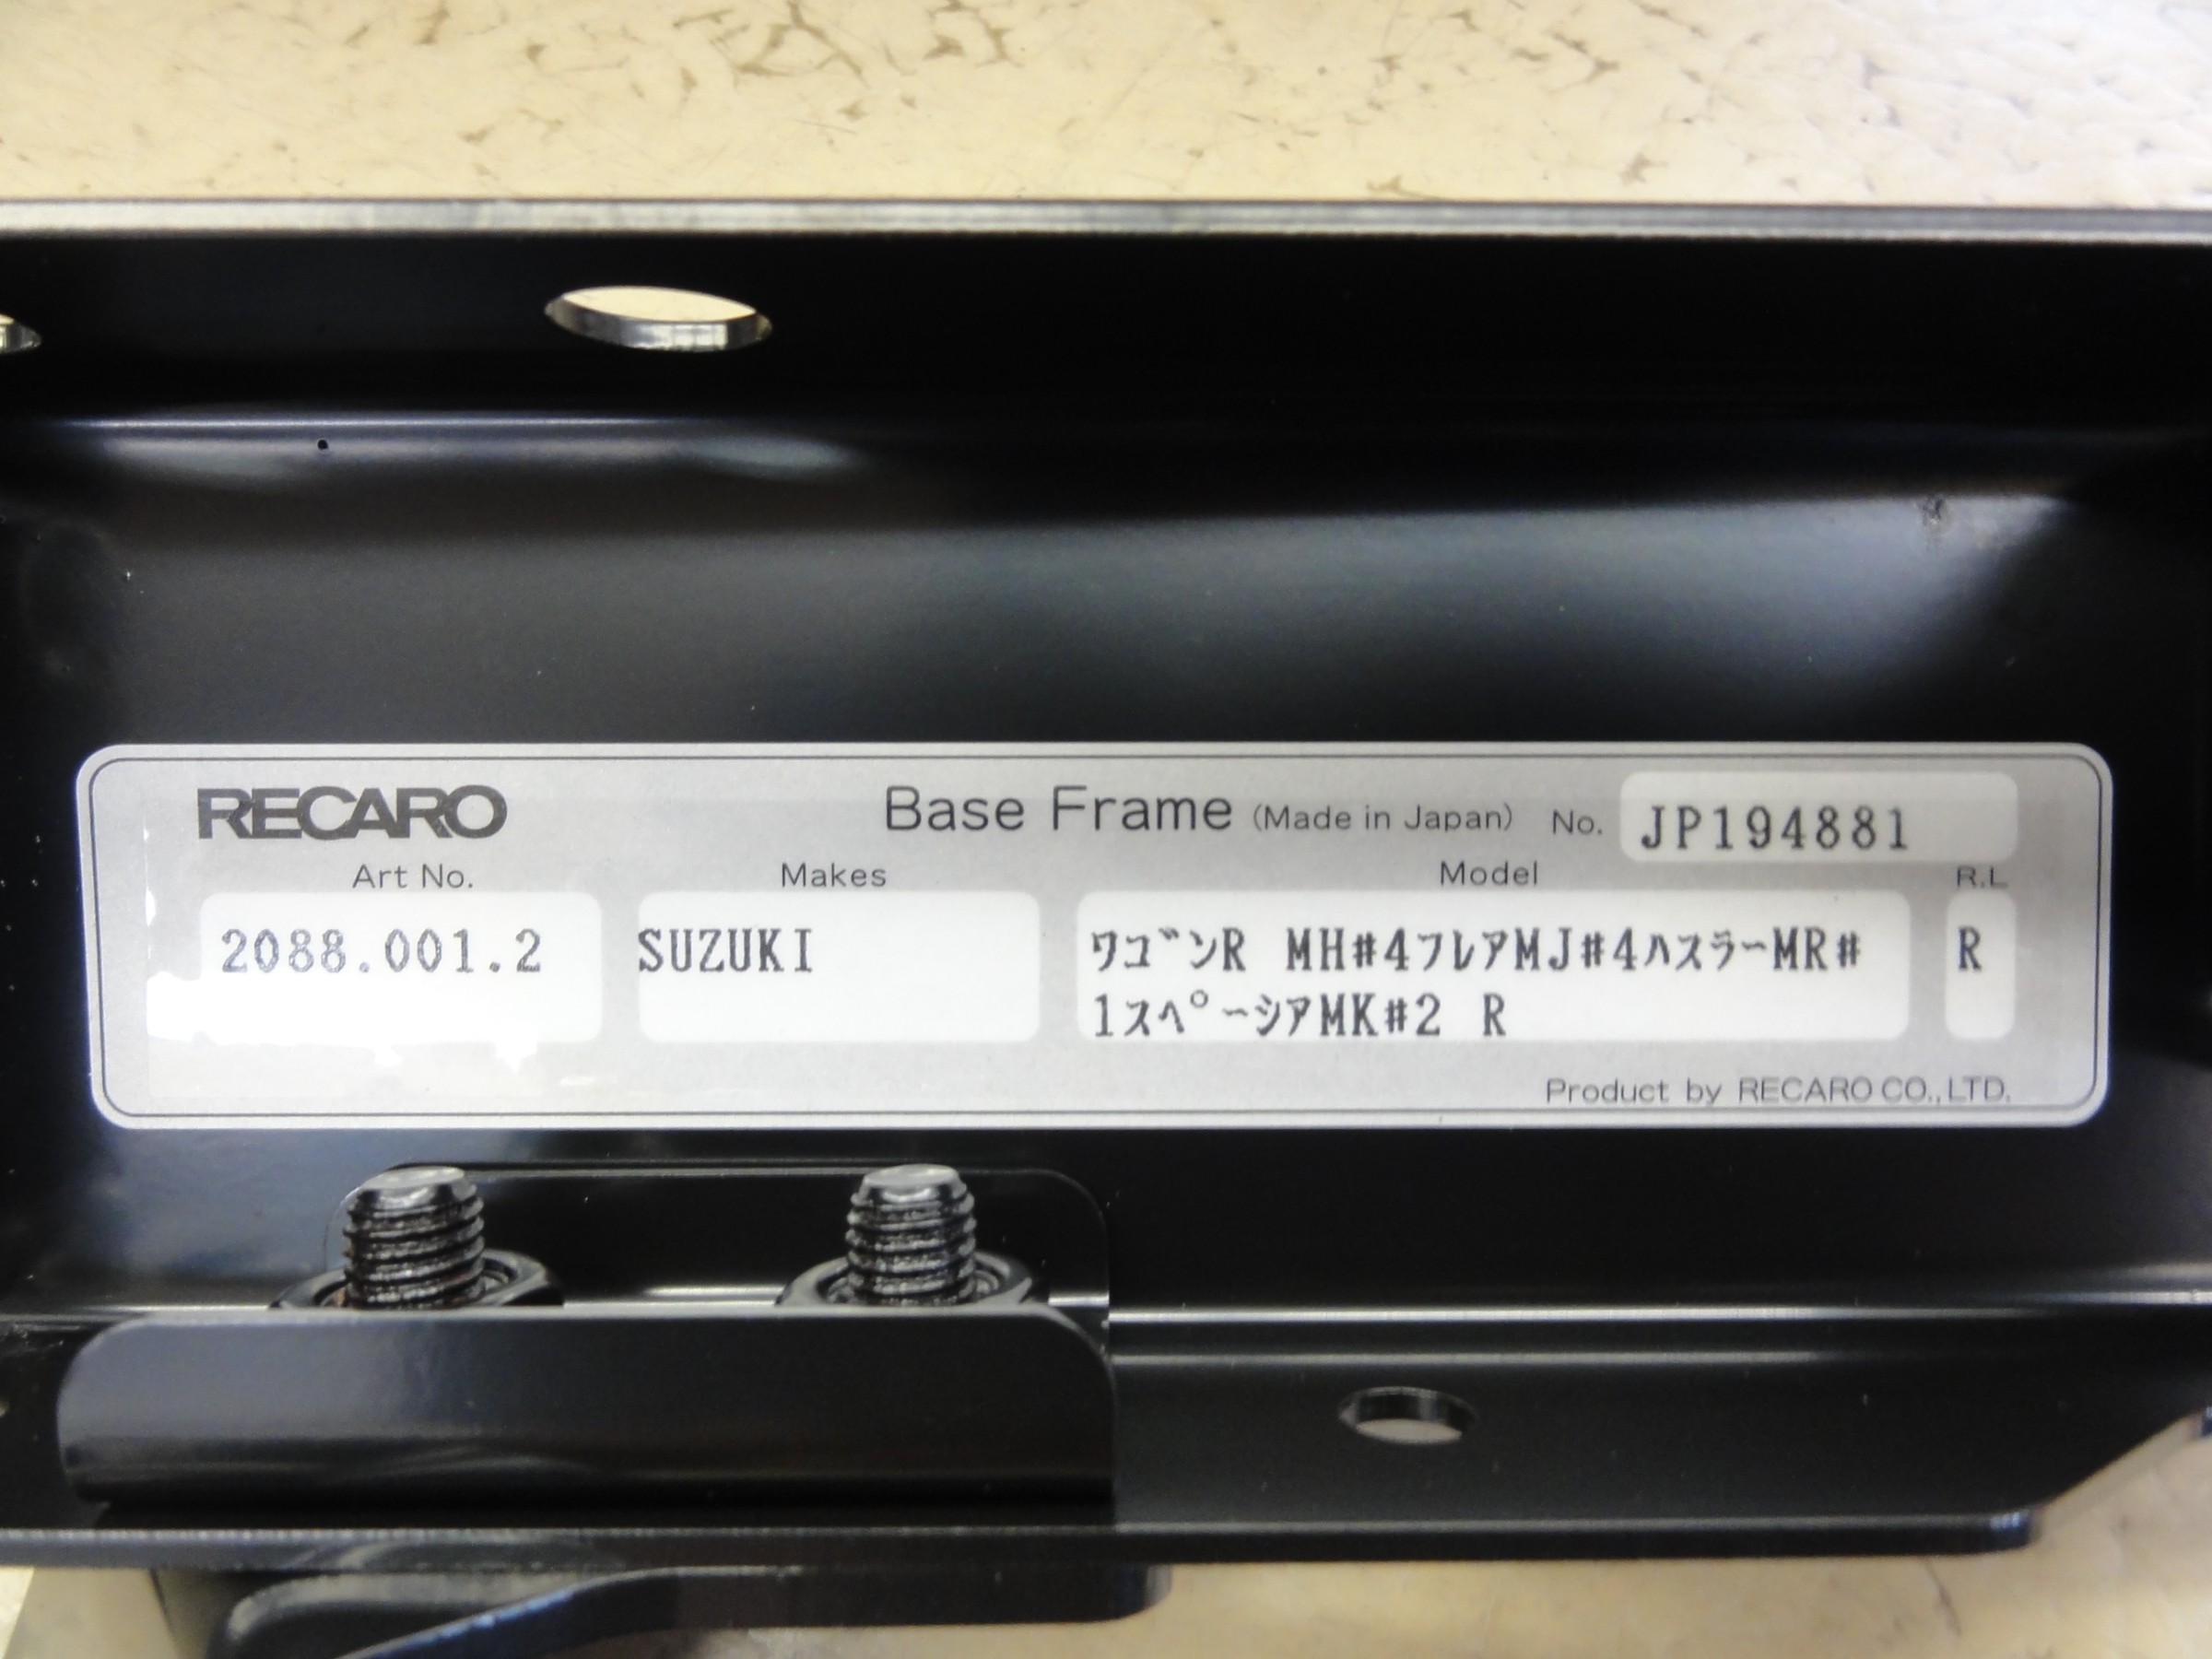 RECARO Base Frame (Made in Japan) No. JP194881
Art No. Makes Model R.L
2088.001.2 SUZUKI ワゴンR MH#4フレアMJ#4ハスラーMR# R
1スペーシアMK#2 R
Product by RECARO CO.,LTD.